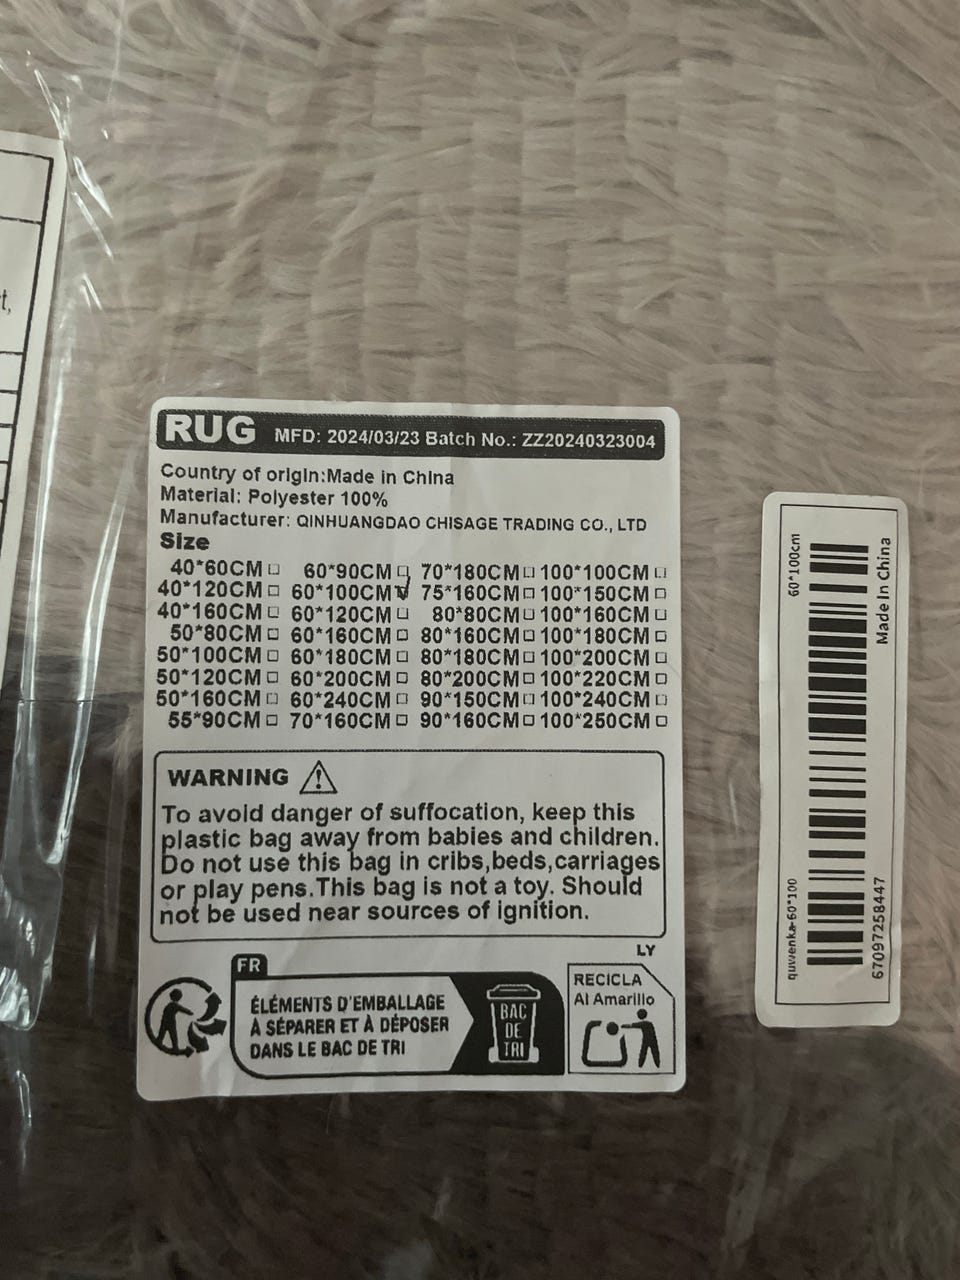 t,
RUG MFD: 2024/03/23 Batch No.: ZZ20240323004
Country of origin:Made in China
Material: Polyester 100%
Manufacturer: QINHUANGDAO CHISAGE TRADING CO., LTD
Size
40*60CM □ 60*90CM □ 70*180CM □ 100*100CM □
40*120CM □ 60*100CM ☑ 75*160CM □ 100*150CM □
40*160CM □ 60*120CM □ 80*80CM □ 100*160CM □
50*80CM □ 60*160CM □ 80*160CM □ 100*180CM □
50*100CM □ 60*180CM □ 80*180CM □ 100*200CM □
50*120CM □ 60*200CM □ 80*200CM □ 100*220CM □
50*160CM □ 60*240CM □ 90*150CM □ 100*240CM □
55*90CM □ 70*160CM □ 90*160CM □ 100*250CM □
WARNING
To avoid danger of suffocation, keep this
plastic bag away from babies and children.
Do not use this bag in cribs,beds,carriages
or play pens.This bag is not a toy. Should
not be used near sources of ignition.
FR
ÉLÉMENTS D'EMBALLAGE
À SÉPARER ET À DÉPOSER
DANS LE BAC DE TRI
BAC
DE
TRI
LY
RECICLA
Al Amarillo
60*100cm
quwenka-60*100
Made In China
67097258447